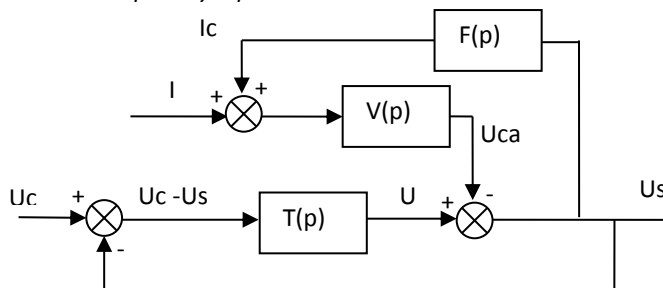 Ic
F(p)
+
I
+
V(p)
Uca
Uc
+
Uc -Us
T(p)
U
+
-
Us
-